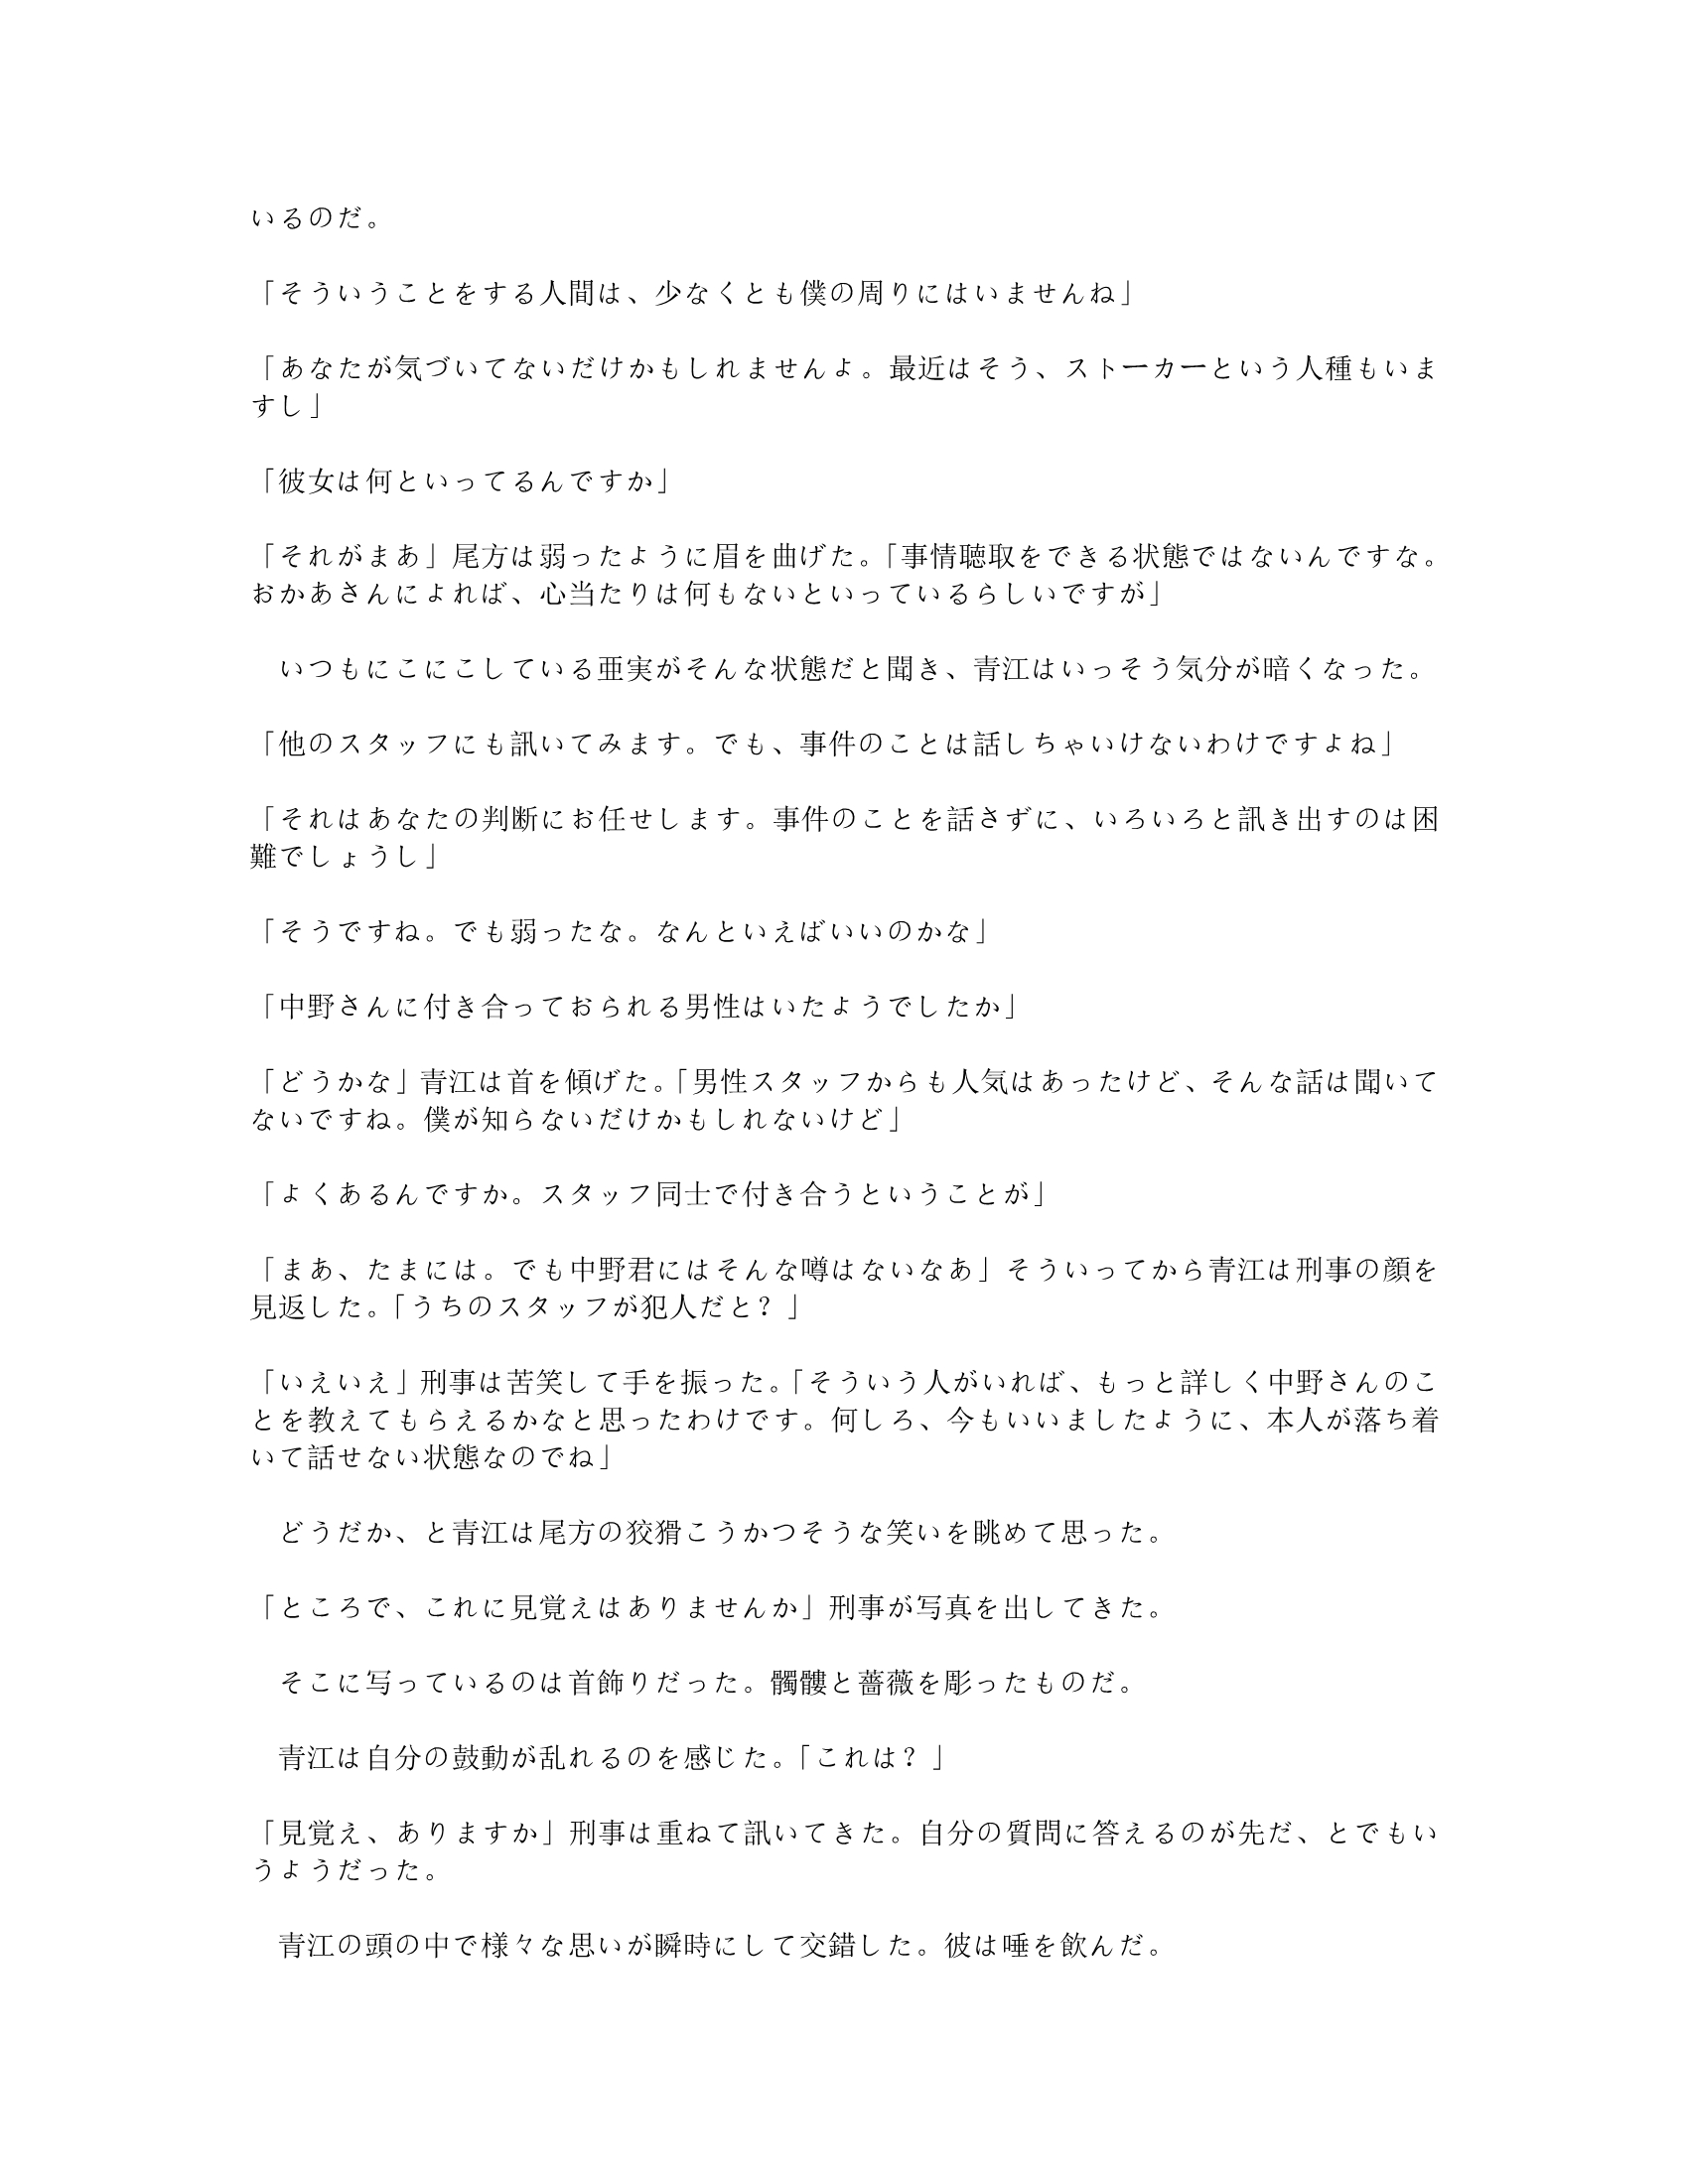 いるのだ。
「そういうことをする人間は、少なくとも僕の周りにはいませんね」
「あなたが気づいてないだけかもしれませんよ。最近はそう、ストーカーという人種もいま
すし」
「彼女は何といってるんですか」
「それがまあ」尾方は弱ったように眉を曲げた。「事情聴取をできる状態ではないんですな。
おかあさんによれば、心当たりは何もないといっているらしいですが」
　いつもにこにこしている亜実がそんな状態だと聞き、青江はいっそう気分が暗くなった。
「他のスタッフにも訊いてみます。でも、事件のことは話しちゃいけないわけですよね」
「それはあなたの判断にお任せします。事件のことを話さずに、いろいろと訊き出すのは困
難でしょうし」
「そうですね。でも弱ったな。なんといえばいいのかな」
「中野さんに付き合っておられる男性はいたようでしたか」
「どうかな」青江は首を傾げた。「男性スタッフからも人気はあったけど、そんな話は聞いて
ないですね。僕が知らないだけかもしれないけど」
「よくあるんですか。スタッフ同士で付き合うということが」
「まあ、たまには。でも中野君にはそんな噂はないなあ」そういってから青江は刑事の顔を
見返した。「うちのスタッフが犯人だと？」
「いえいえ」刑事は苦笑して手を振った。「そういう人がいれば、もっと詳しく中野さんのこ
とを教えてもらえるかなと思ったわけです。何しろ、今もいいましたように、本人が落ち着
いて話せない状態なのでね」
　どうだか、と青江は尾方の狡猾こうかつそうな笑いを眺めて思った。
「ところで、これに見覚えはありませんか」刑事が写真を出してきた。
　そこに写っているのは首飾りだった。髑髏と薔薇を彫ったものだ。
　青江は自分の鼓動が乱れるのを感じた。「これは？」
「見覚え、ありますか」刑事は重ねて訊いてきた。自分の質問に答えるのが先だ、とでもい
うようだった。
　青江の頭の中で様々な思いが瞬時にして交錯した。彼は唾を飲んだ。